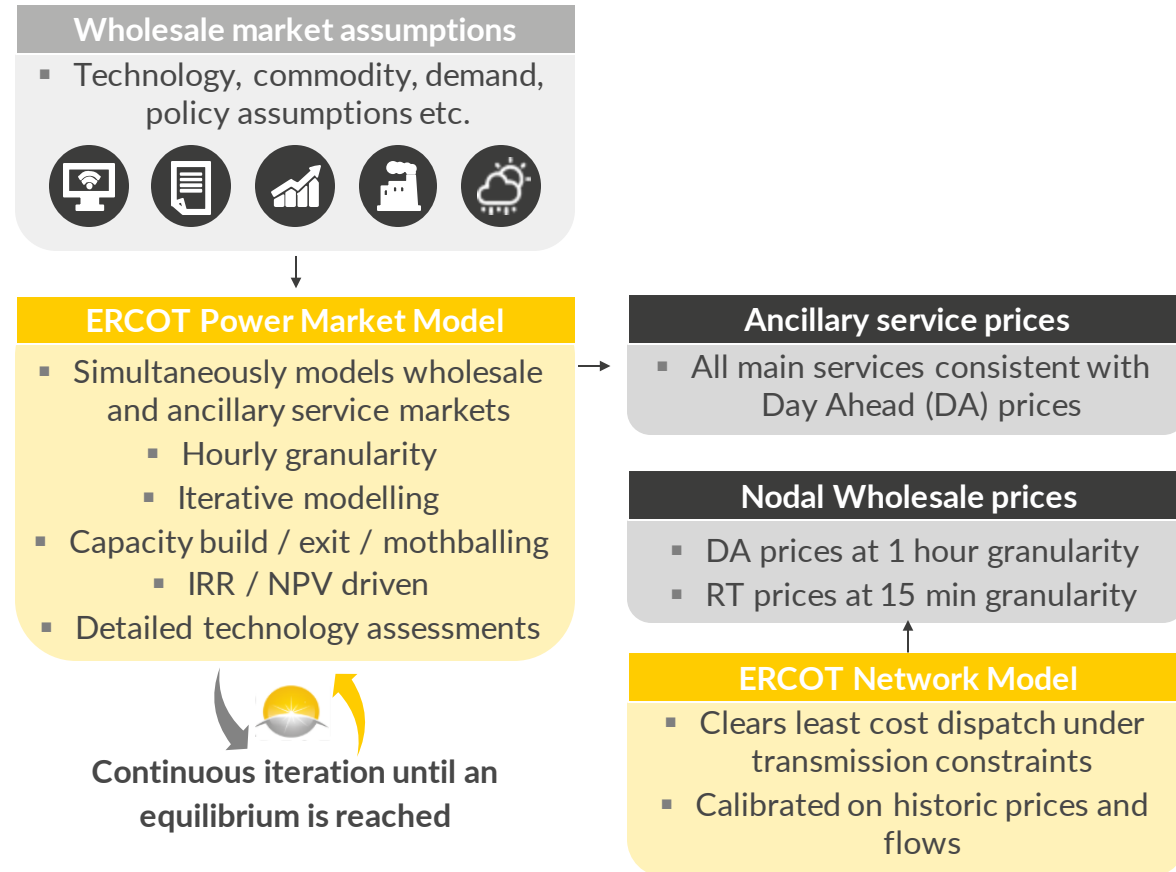 Wholesale market assumptions
▪ Technology, commodity, demand,
policy assumptions etc.
ERCOT Power Market Model
▪ Simultaneously models wholesale
and ancillary service markets
▪ Hourly granularity
▪ Iterative modelling
▪ Capacity build / exit / mothballing
▪ IRR / NPV driven
▪ Detailed technology assessments
Continuous iteration until an
equilibrium is reached
Ancillary service prices
▪ All main services consistent with
Day Ahead (DA) prices
Nodal Wholesale prices
▪ DA prices at 1 hour granularity
▪ RT prices at 15 min granularity
ERCOT Network Model
▪ Clears least cost dispatch under
transmission constraints
▪ Calibrated on historic prices and
flows